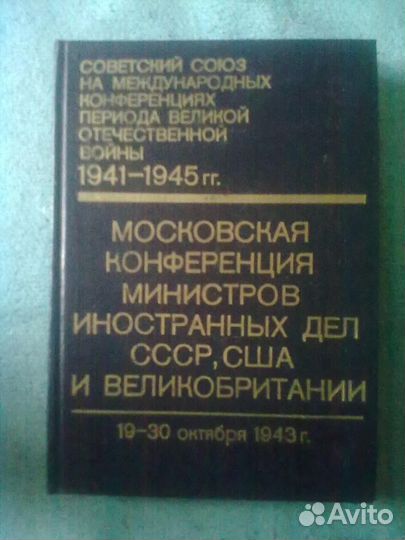 СОВЕТСКИЙ СОЮЗ
НА МЕЖДУНАРОДНЫХ
КОНФЕРЕНЦИЯХ
ПЕРИОДА ВЕЛИКОЙ
ОТЕЧЕСТВЕННОЙ
ВОЙНЫ
1941–1945 гг.
МОСКОВСКАЯ
КОНФЕРЕНЦИЯ
МИНИСТРОВ
ИНОСТРАННЫХ ДЕЛ
СССР, США
И ВЕЛИКОБРИТАНИИ
19–30 октября 1943 г.
Avito